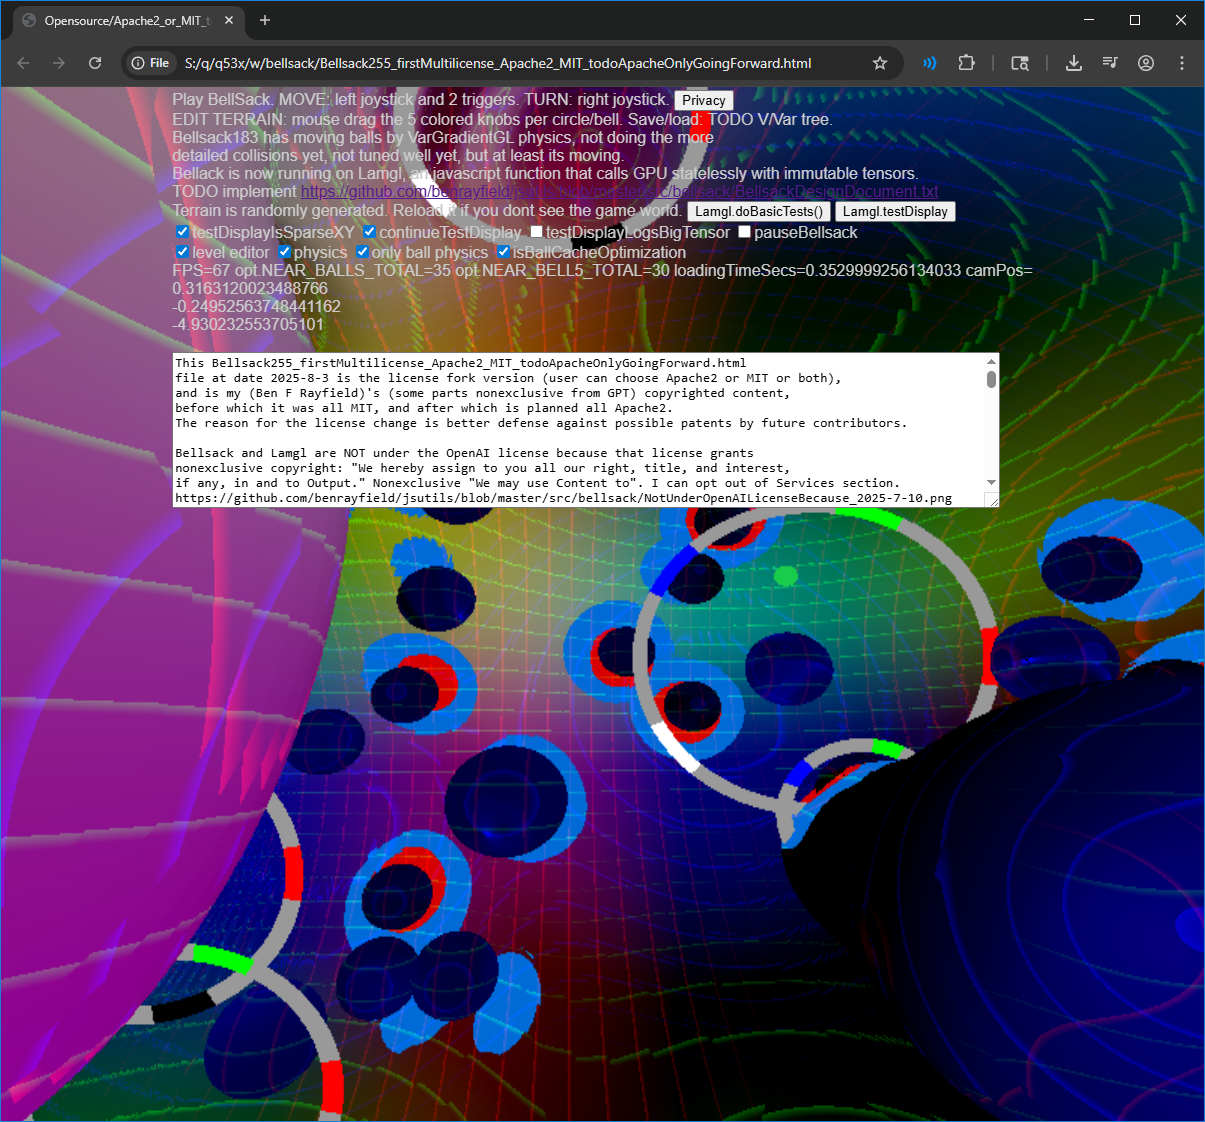 Opensource/Apache2_or_MIT_t
File S:/q/q53x/w/bellsack/Bellsack255_firstMultilicense_Apache2_MIT_todoApacheOnlyGoingForward.html
Play BellSack. MOVE: left joystick and 2 triggers. TURN: right joystick. Privacy
EDIT TERRAIN: mouse drag the 5 colored knobs per circle/bell. Save/load: TODO V/Var tree.
Bellsack183 has moving balls by VarGradientGL physics, not doing the more
detailed collisions yet, not tuned well yet, but at least its moving.
Bellack is now running on Lamgl, an javascript function that calls GPU statelessly with immutable tensors.
TODO implement https://github.com/benrayfield/jsutils/blob/master/src/bellsack/BellsackDesignDocument.txt
Terrain is randomly generated. Reload it if you dont see the game world. Lamgl.doBasicTests() Lamgl.testDisplay
testDisplayIsSparseXY continueTestDisplay testDisplayLogsBigTensor pauseBellsack
level editor physics only ball physics isBallCacheOptimization
FPS=67 opt.NEAR_BALLS_TOTAL=35 opt.NEAR_BELL5_TOTAL=30 loadingTimeSecs=0.3529999256134033 camPos=
0.3163120023488766
-0.24952563748441162
-4.930232553705101
This Bellsack255_firstMultilicense_Apache2_MIT_todoApacheOnlyGoingForward.html
file at date 2025-8-3 is the license fork version (user can choose Apache2 or MIT or both),
and is my (Ben F Rayfield)'s (some parts nonexclusive from GPT) copyrighted content,
before which it was all MIT, and after which is planned all Apache2.
The reason for the license change is better defense against possible patents by future contributors.
Bellsack and Lamgl are NOT under the OpenAI license because that license grants
nonexclusive copyright: "We hereby assign to you all our right, title, and interest,
if any, in and to Output." Nonexclusive "We may use Content to". I can opt out of Services section.
https://github.com/benrayfield/jsutils/blob/master/src/bellsack/NotUnderOpenAILicenseBecause_2025-7-10.png